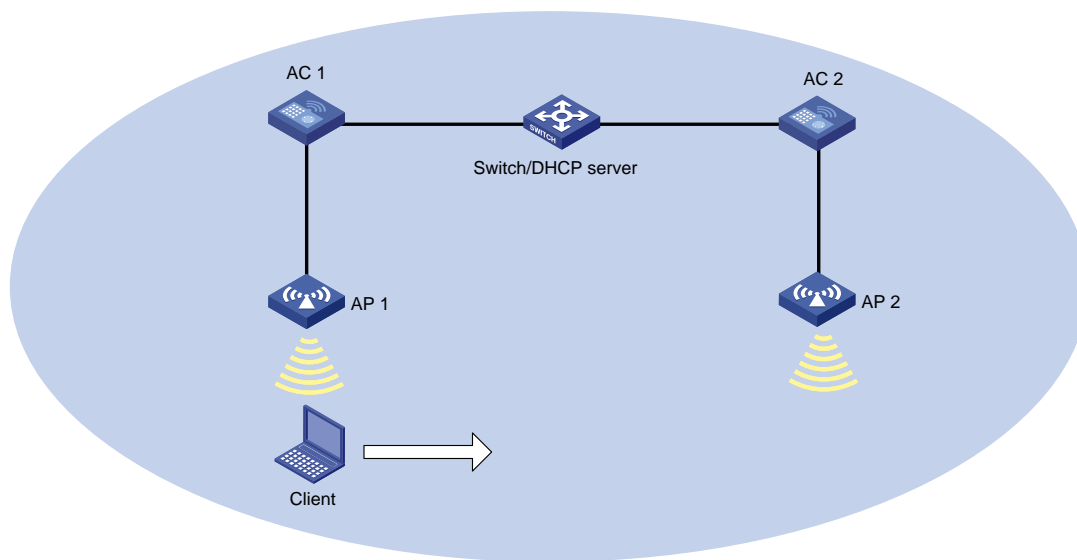 AC 1
AC 2
SWITCH
Switch/DHCP server
AP 1
AP 2
Client